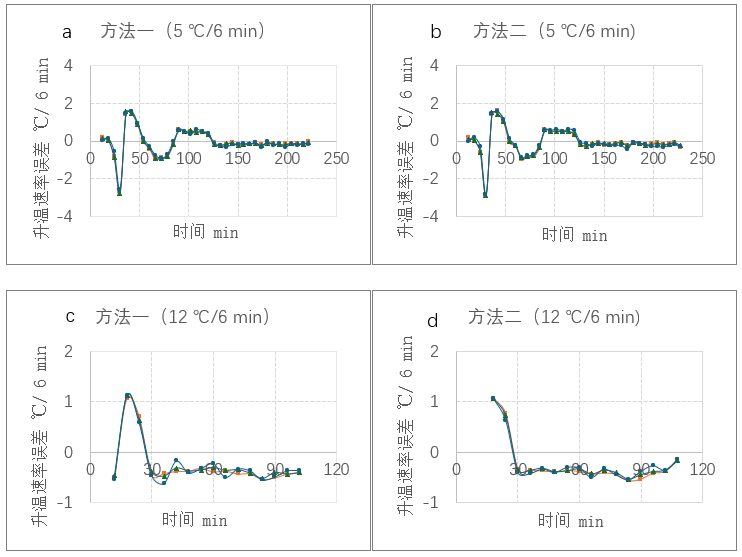 a 方法一（5 ℃/6 min）
升温速率误差 ℃/ 6 min
4
2
0
-2
-4
0 50 100 150 200 250
时间 min
b 方法二（5 ℃/6 min）
升温速率误差 ℃/ 6 min
4
2
0
-2
-4
0 50 100 150 200 250
时间 min
c 方法一（12 ℃/6 min）
升温速率误差 ℃/ 6 min
2
1
0
-1
0 30 60 90 120
时间 min
d 方法二（12 ℃/6 min）
升温速率误差 ℃/ 6 min
2
1
0
-1
0 30 60 90 120
时间 min